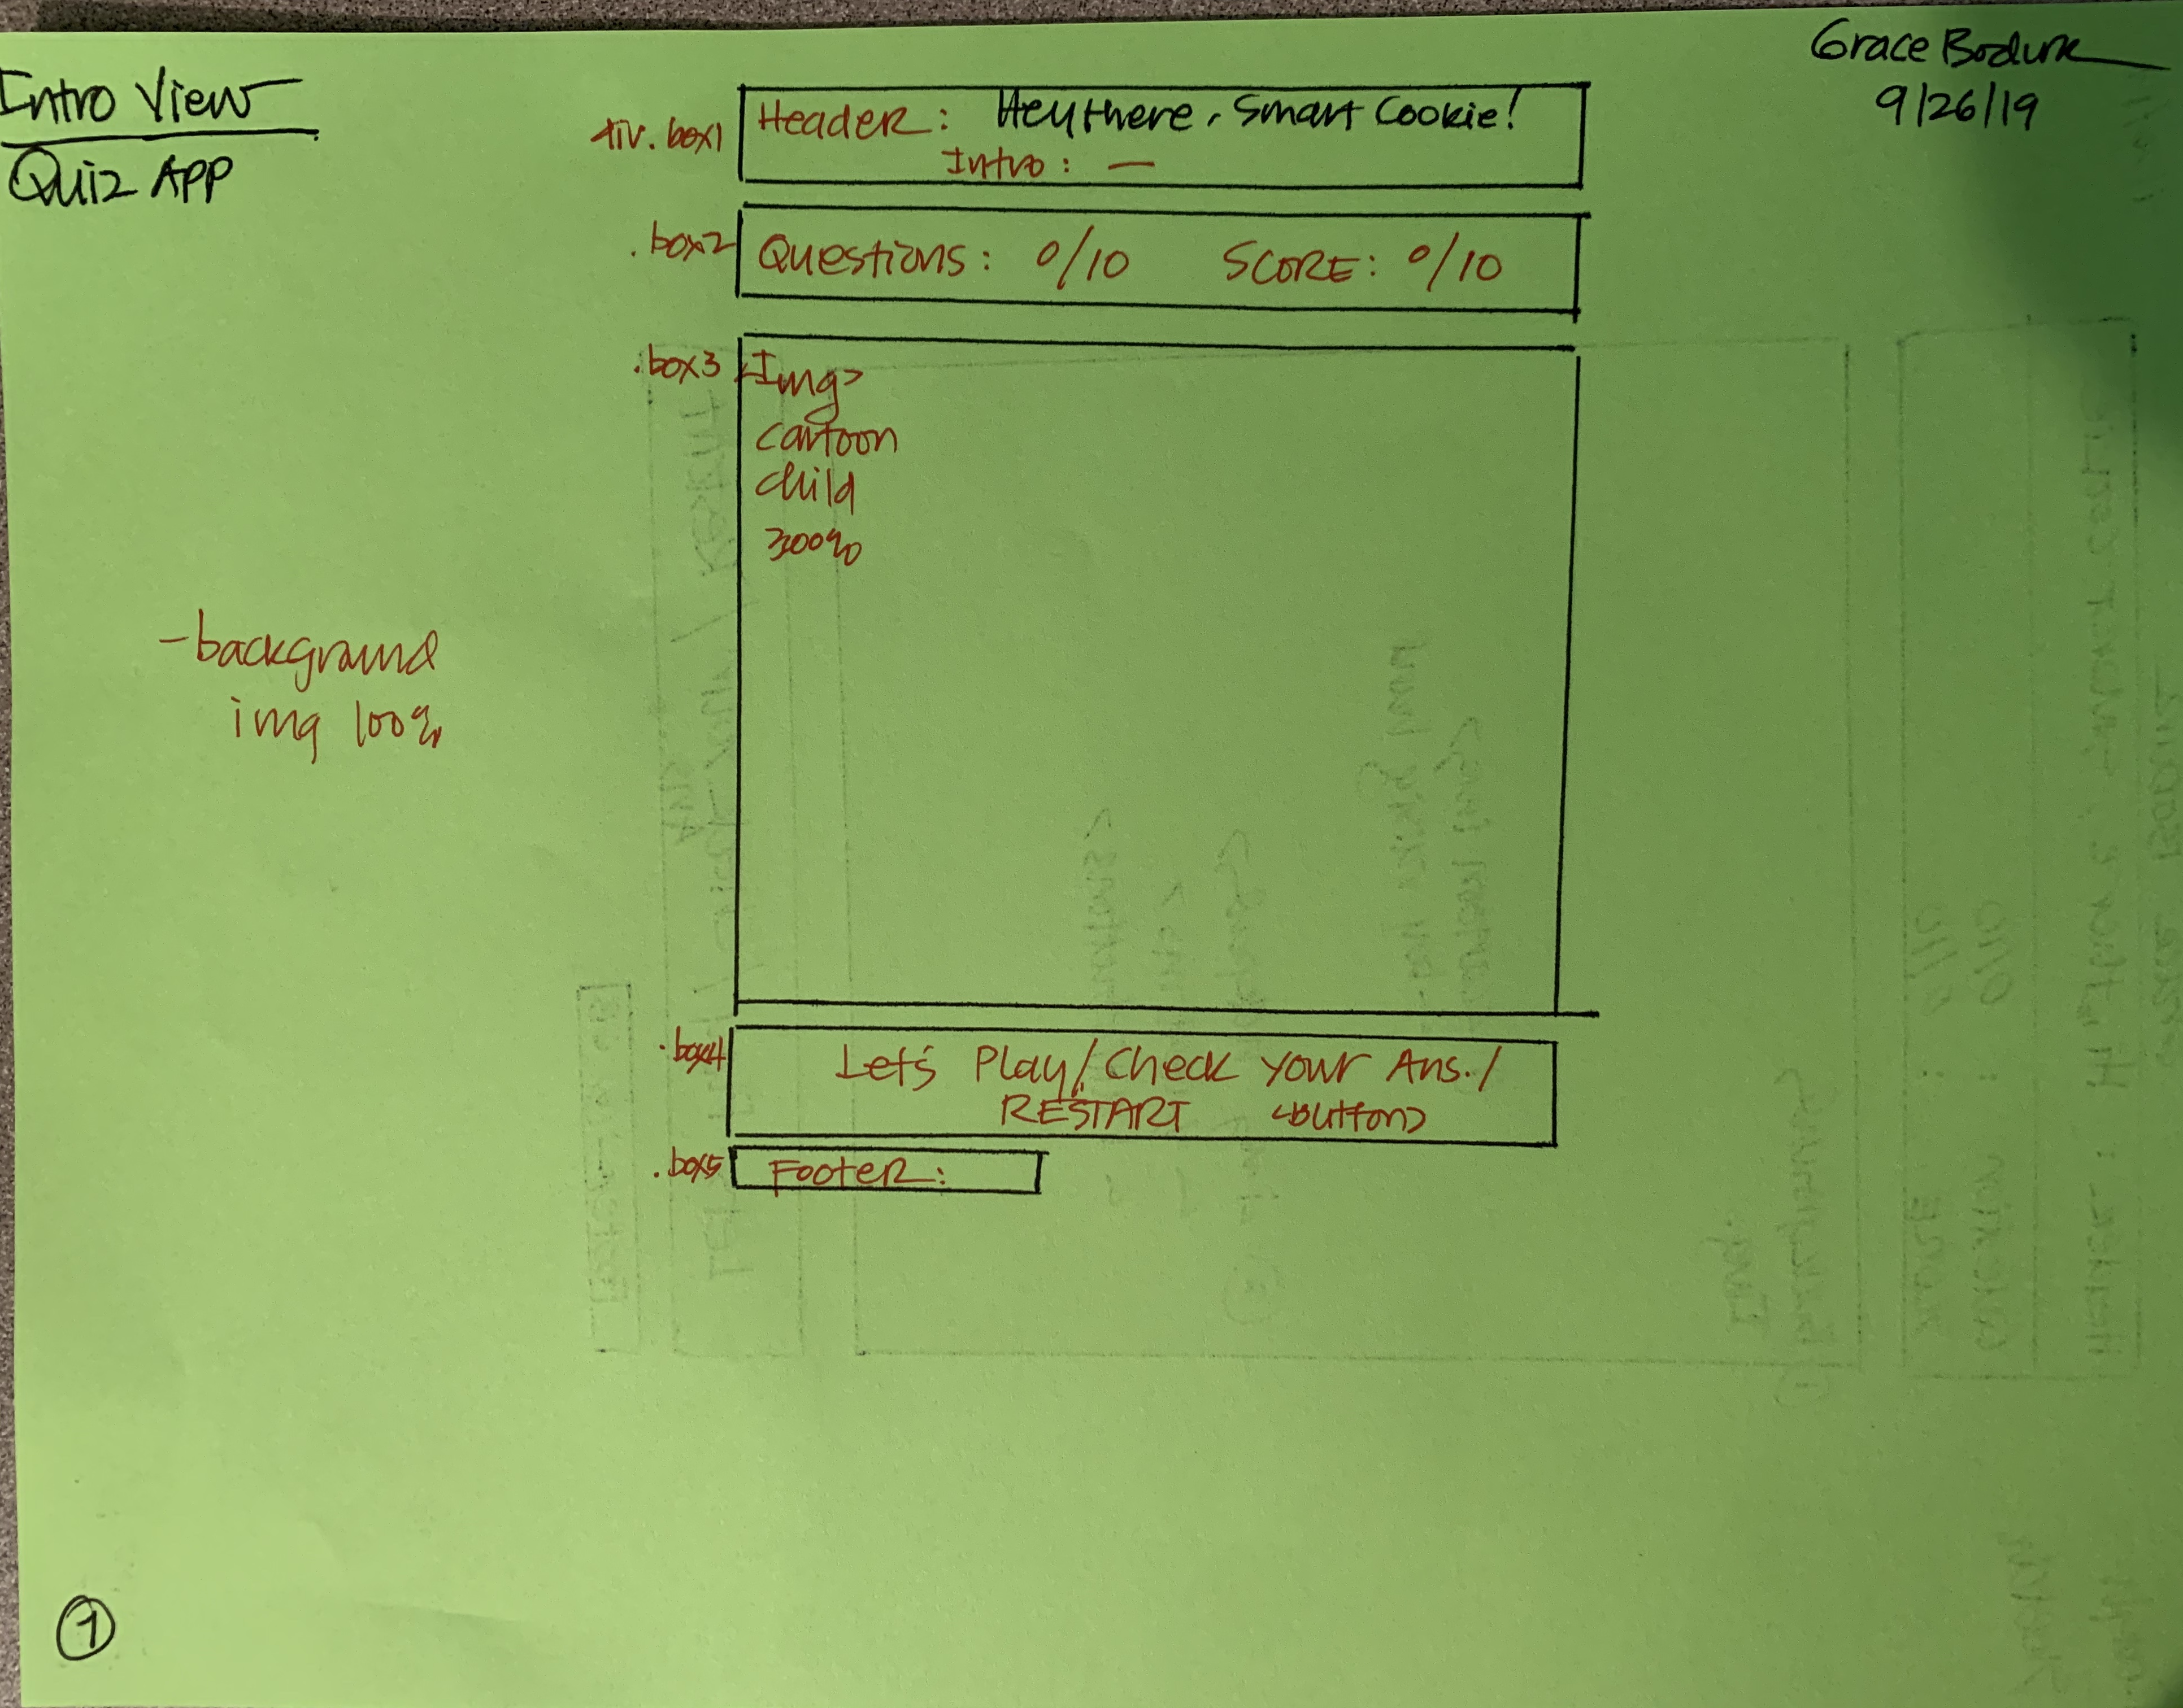 Intro View
Quiz APP
Grace Bodunr
9/26/19
div.box1
Header: Hey there, Smart Cookie!
Intro: —
.box2
Questions: 0/10 SCORE: 0/10
.box3
<Img>
cartoon
child
300%
-background
img 100%
.box4
Let's Play/Check Your Ans./
RESTART <button>
.box5
Footer:
1